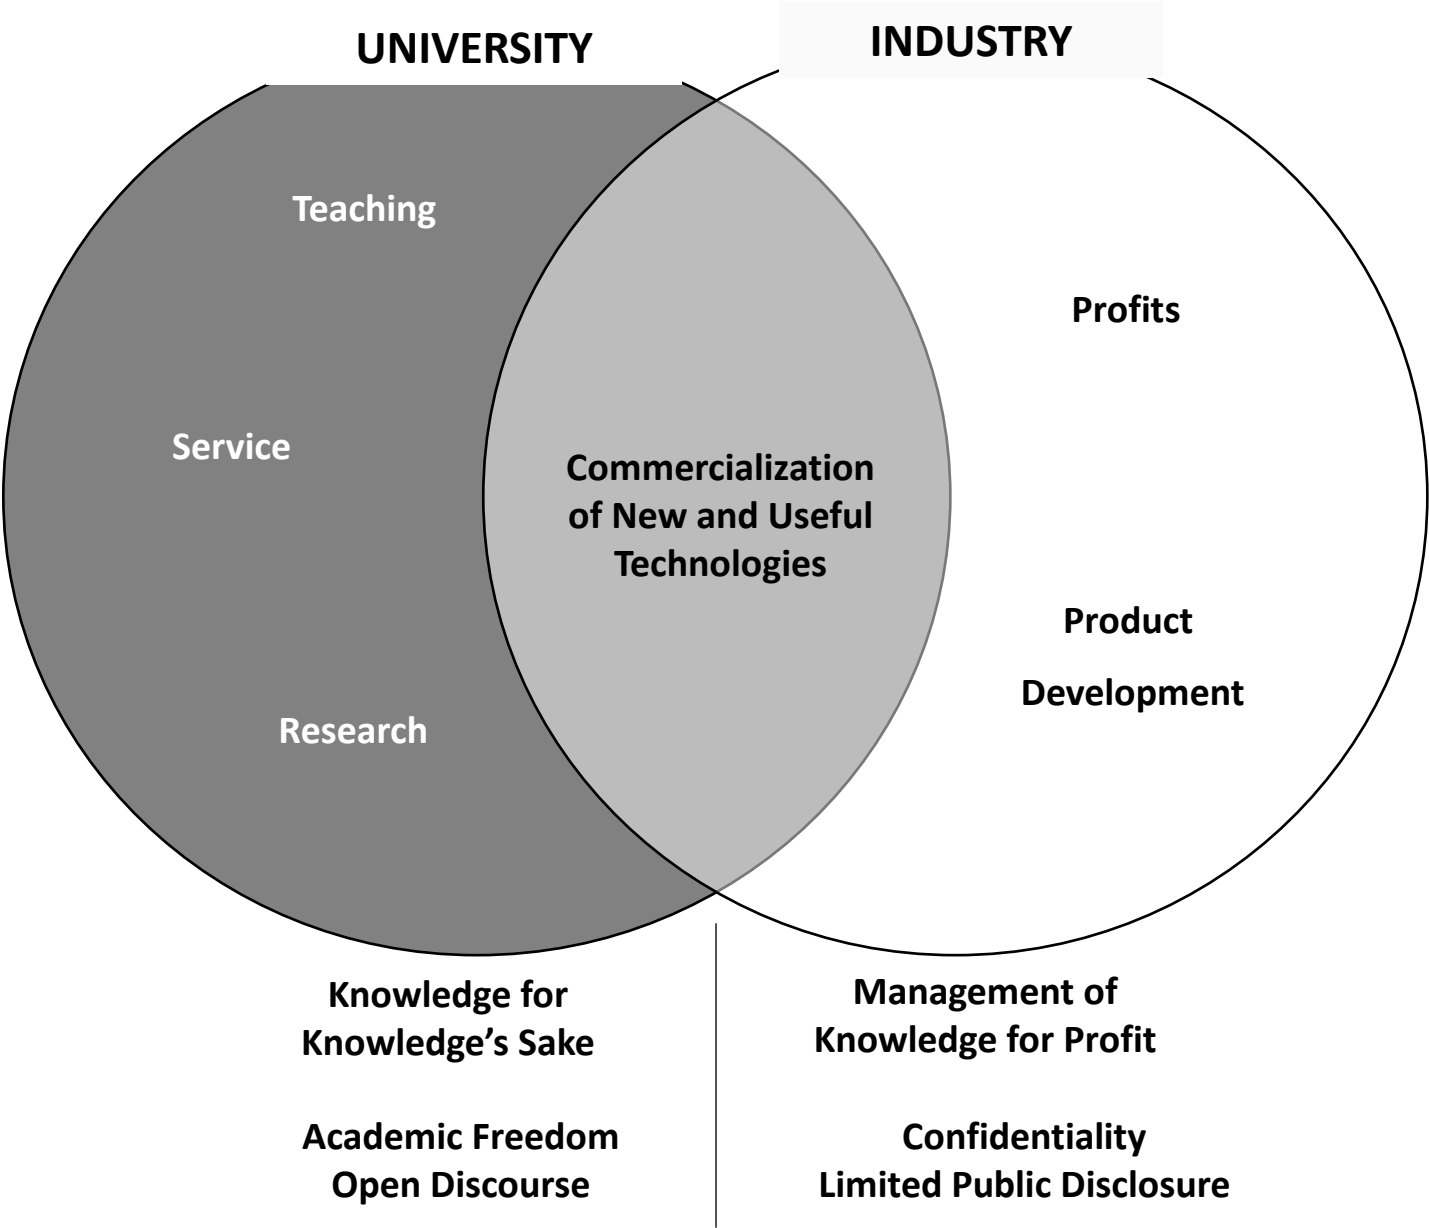 UNIVERSITY
INDUSTRY
Teaching
Service
Research
Commercialization
of New and Useful
Technologies
Profits
Product
Development
Knowledge for
Knowledge’s Sake
Academic Freedom
Open Discourse
Management of
Knowledge for Profit
Confidentiality
Limited Public Disclosure